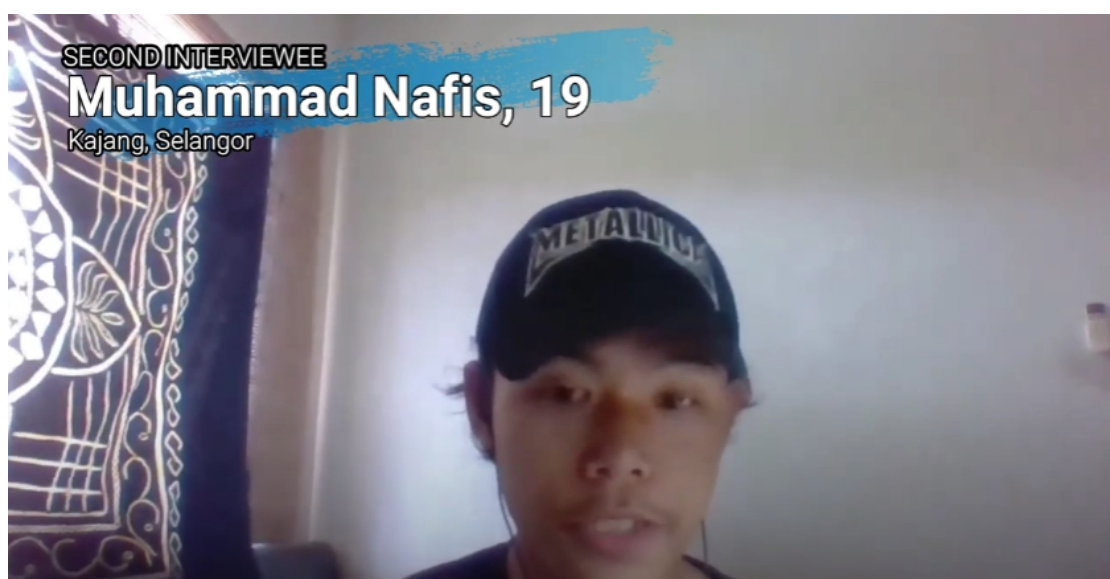 SECOND INTERVIEWEE
Muhammad Nafis, 19
Kajang, Selangor
METALLICA